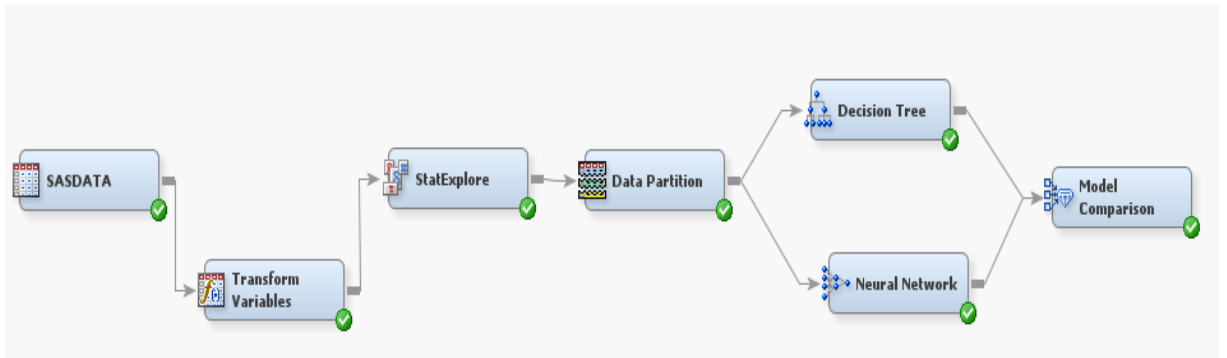 SASDATA
Transform
Variables
StatExplore
Data Partition
Decision Tree
Neural Network
Model
Comparison